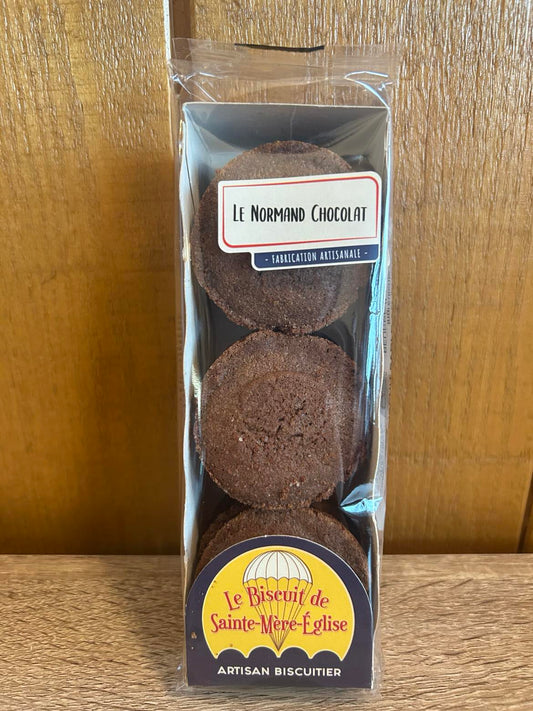 Le Normand Chocolat
- FABRICATION ARTISANALE -
Le Biscuit de
Sainte-Mère-Église
ARTISAN BISCUITIER